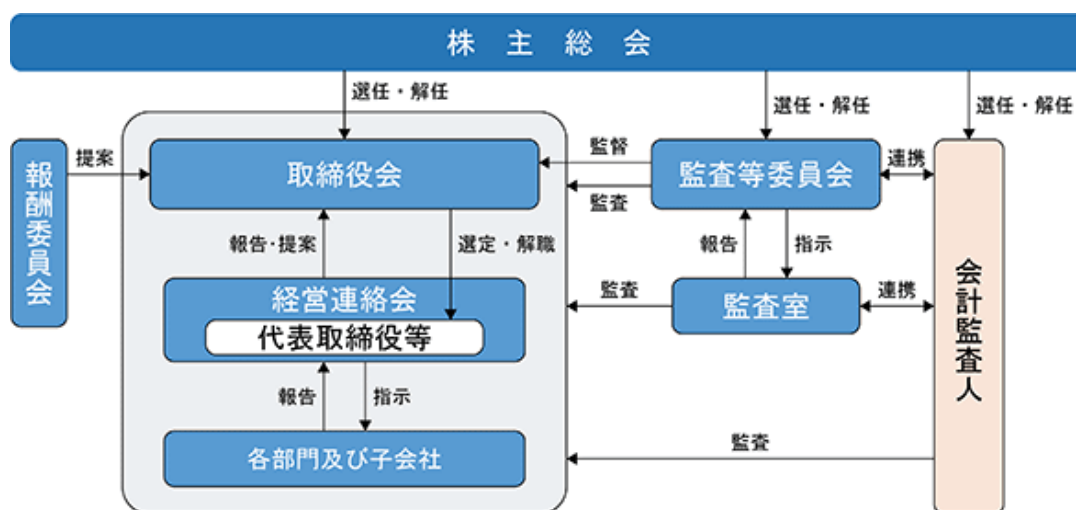 株主総会
選任・解任
選任・解任
選任・解任
報酬委員会
提案
取締役会
監督
監査
監査等委員会
連携
報告・提案
選定・解職
報告
指示
経営連絡会
代表取締役等
監査
監査室
連携
会計監査人
報告
指示
各部門及び子会社
監査